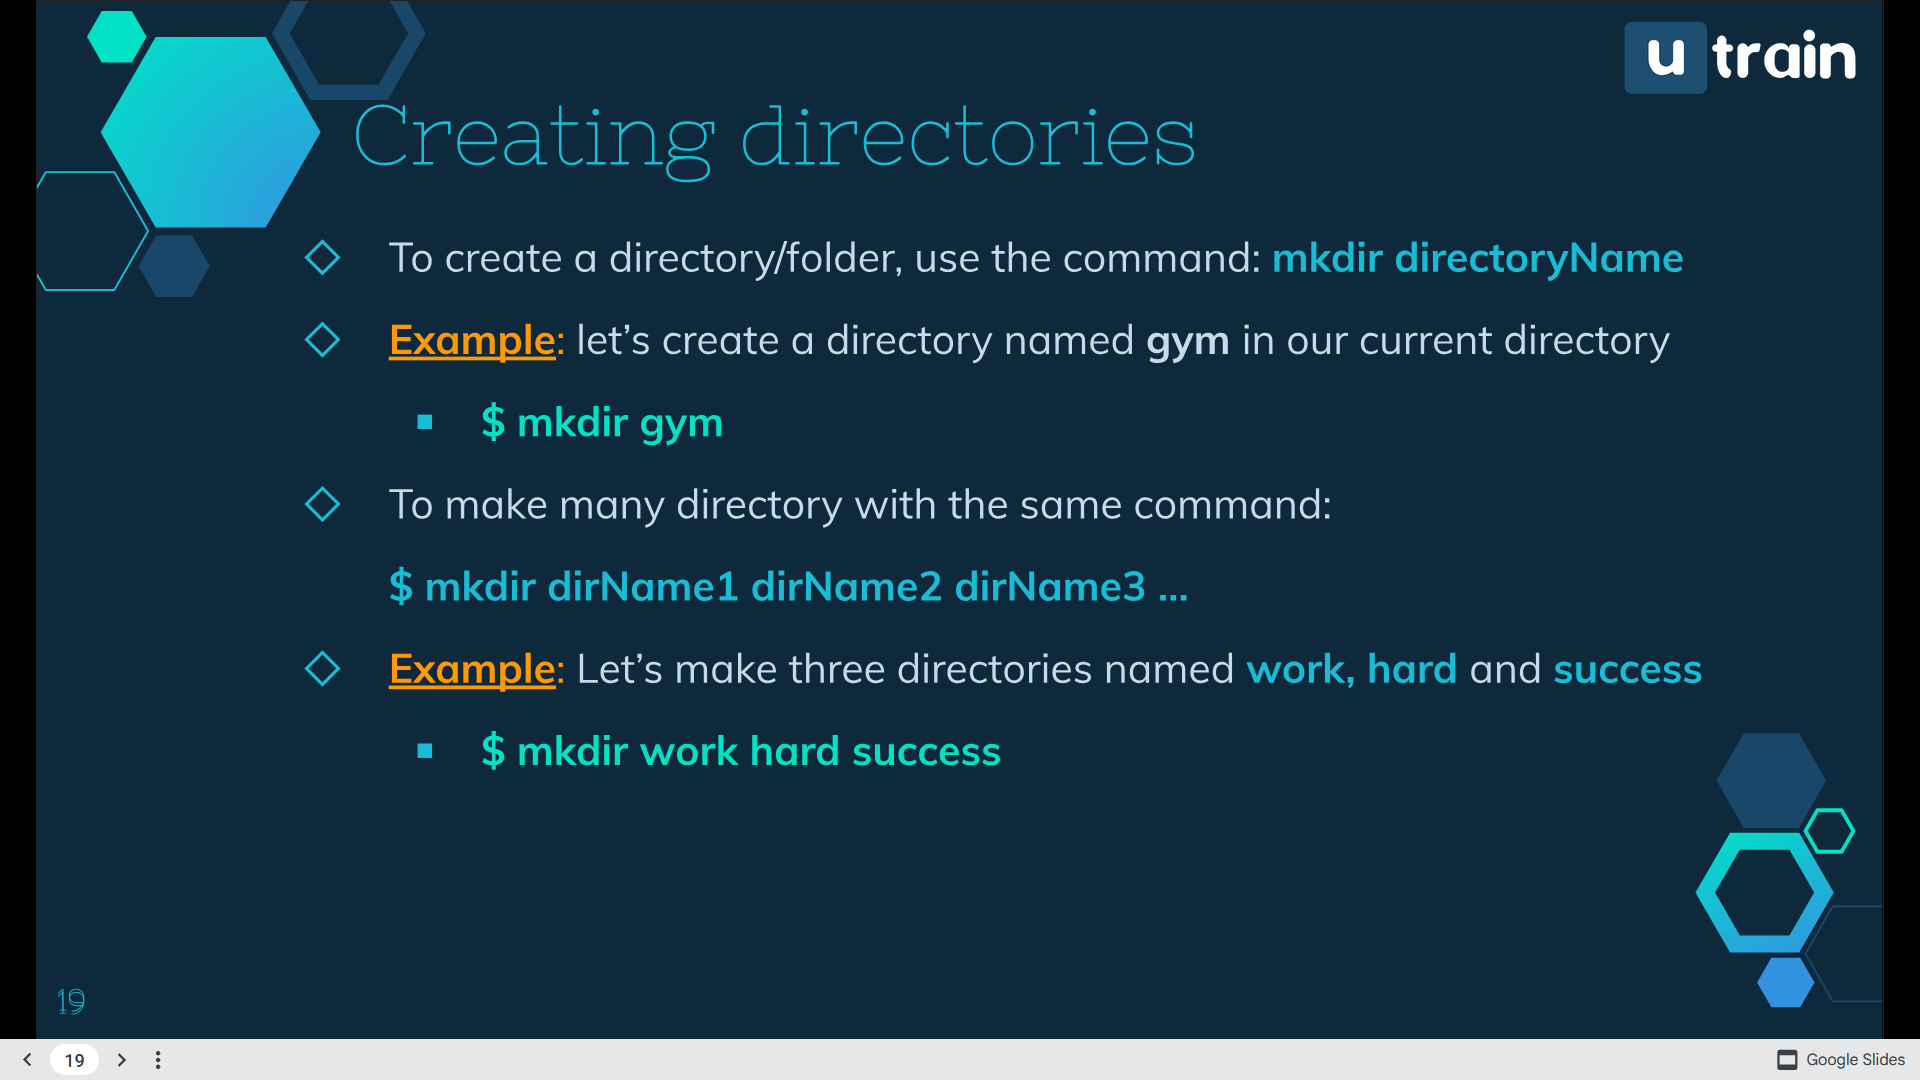 u train
Creating directories
To create a directory/folder, use the command: mkdir directoryName
Example: let’s create a directory named gym in our current directory
$ mkdir gym
To make many directory with the same command:
$ mkdir dirName1 dirName2 dirName3 ...
Example: Let’s make three directories named work, hard and success
$ mkdir work hard success
19
19
Google Slides